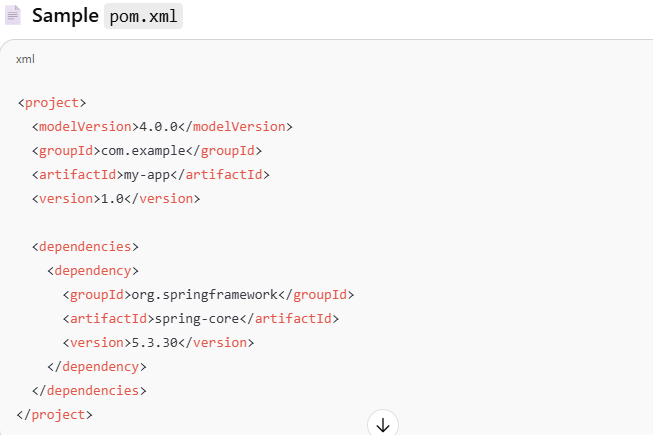 Sample pom.xml
xml
<project>
  <modelVersion>4.0.0</modelVersion>
  <groupId>com.example</groupId>
  <artifactId>my-app</artifactId>
  <version>1.0</version>

  <dependencies>
    <dependency>
      <groupId>org.springframework</groupId>
      <artifactId>spring-core</artifactId>
      <version>5.3.30</version>
    </dependency>
  </dependencies>
</project>